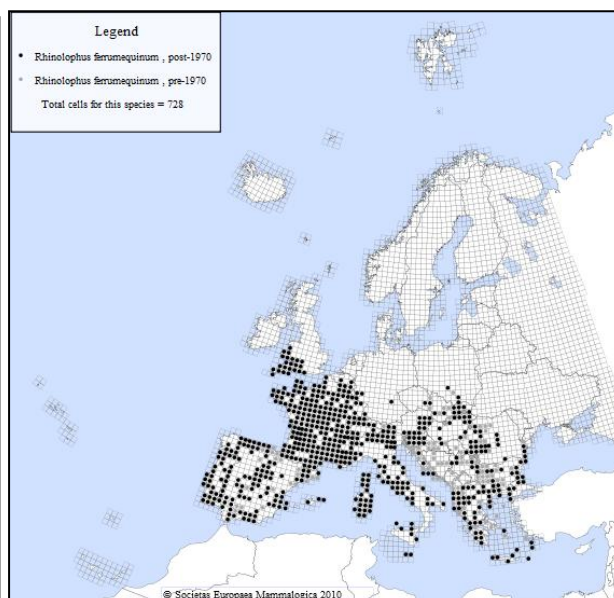 Legend
Rhinolophus ferrumequinum , post-1970
Rhinolophus ferrumequinum , pre-1970
Total cells for this species = 728
© Societas Europaea Mammalogica 2010